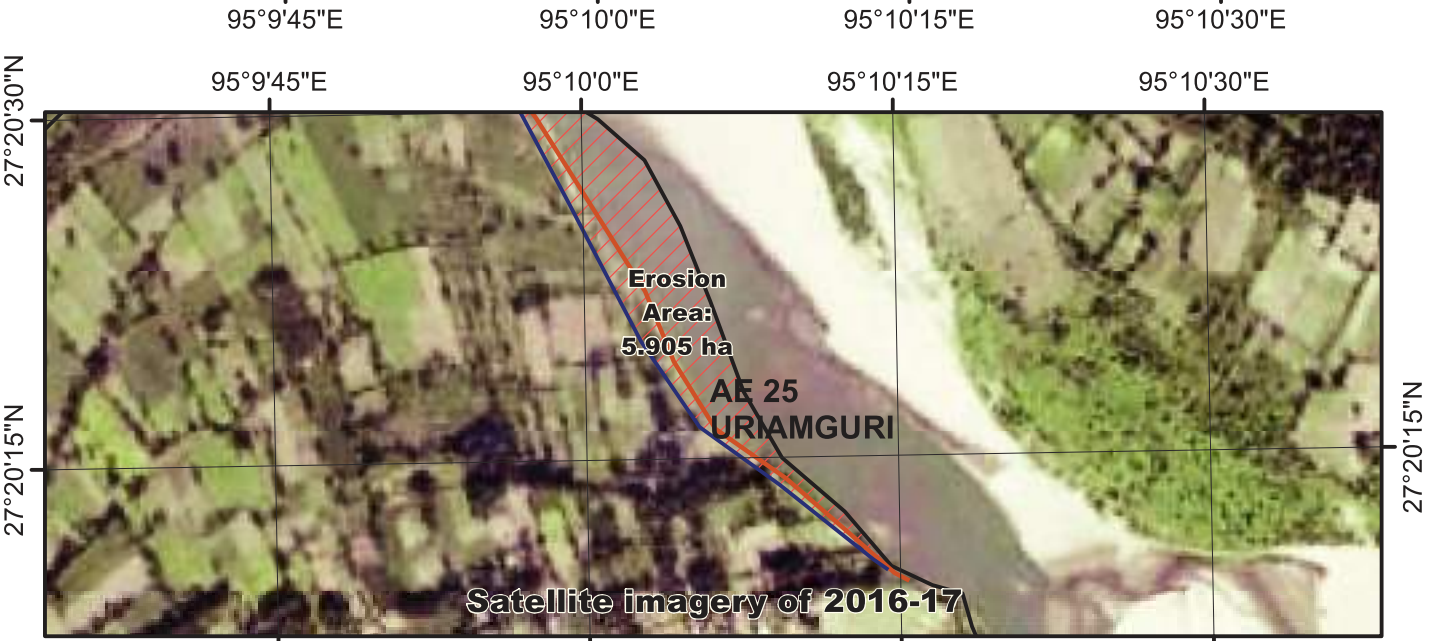 95°9'45"E 95°10'0"E 95°10'15"E 95°10'30"E
95°9'45"E 95°10'0"E 95°10'15"E 95°10'30"E
27°20'30"N
Erosion
Area:
5.905 ha
AE 25
URIAMGURI
27°20'15"N
27°20'15"N
Satellite imagery of 2016-17